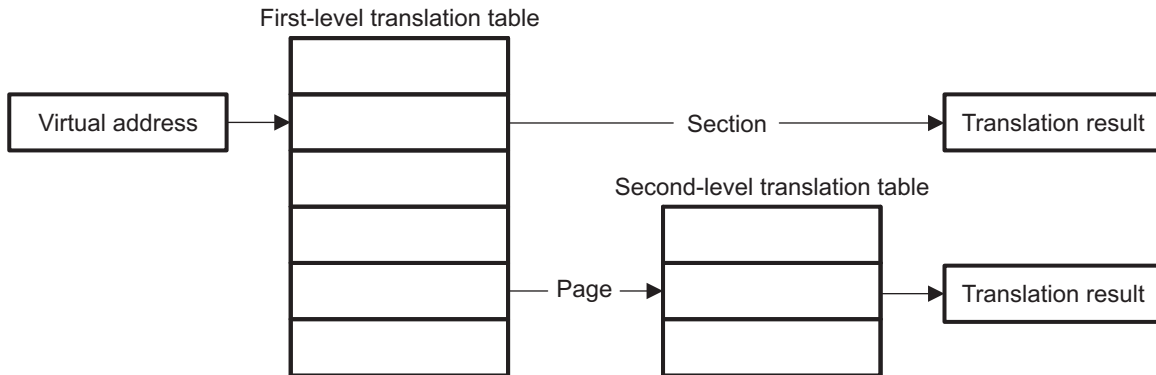 First-level translation table
Virtual address
Section
Translation result
Second-level translation table
Page
Translation result